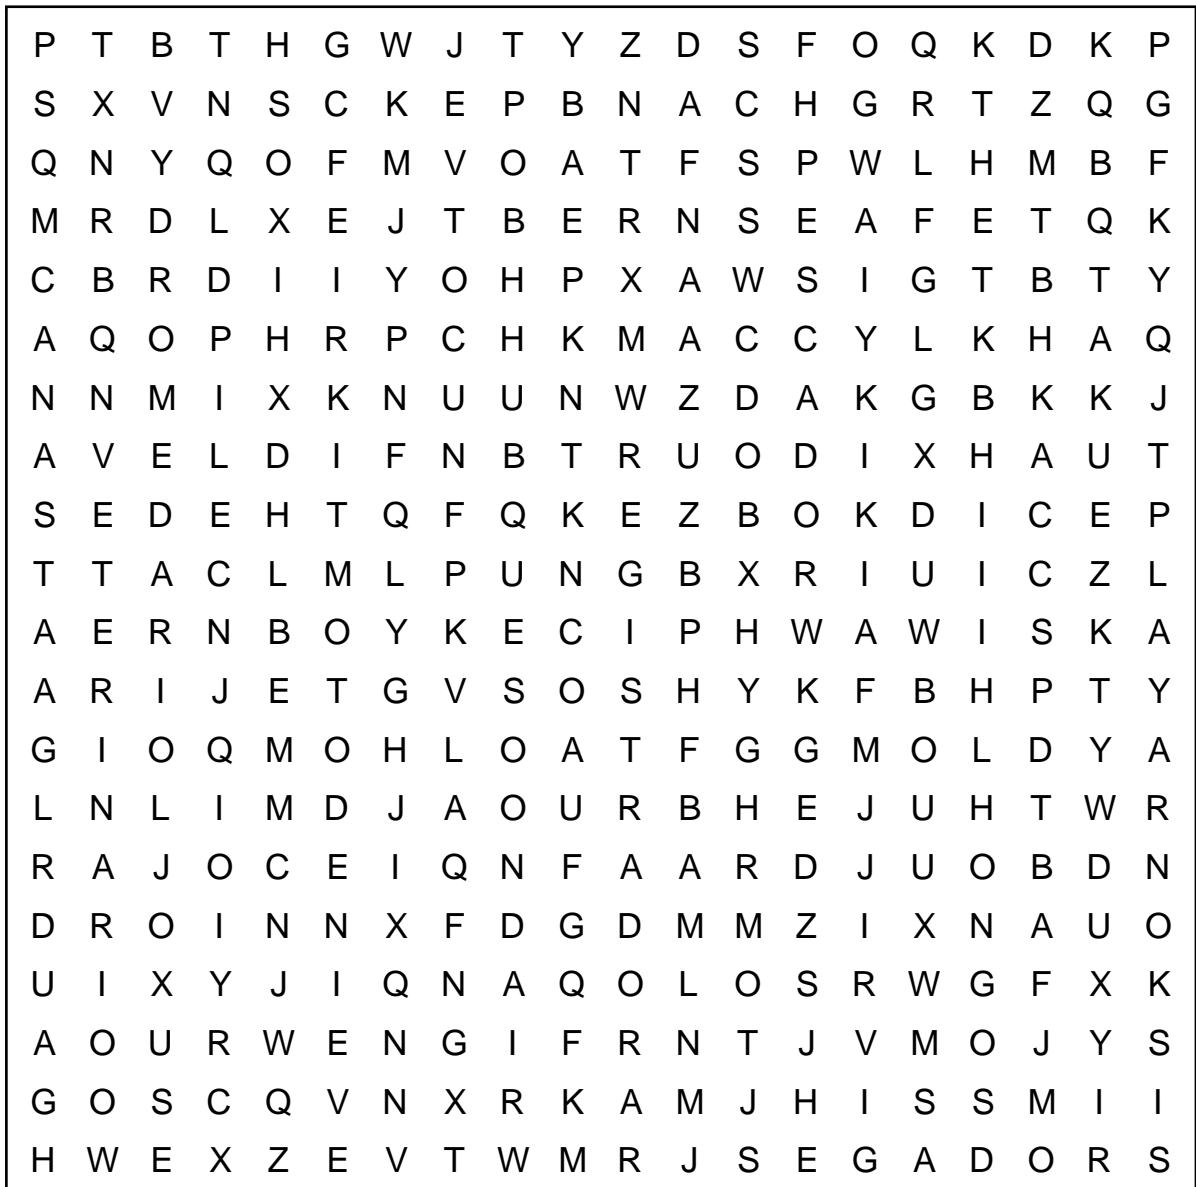 P T B T H G W J T Y Z D S F O Q K D K P
S X V N S C K E P B N A C H G R T Z Q G
Q N Y Q O F M V O A T F S P W L H M B F
M R D L X E J T B E R N S E A F E T Q K
C B R D I I Y O H P X A W S I G T B T Y
A Q O P H R P C H K M A C C Y L K H A Q
N N M I X K N U U N W Z D A K G B K K J
A V E L D I F N B T R U O D I X H A U T
S E D E H T Q F Q K E Z B O K D I C E P
T T A C L M L P U N G B X R I U I C Z L
A E R N B O Y K E C I P H W A W I S K A
A R I J E T G V S O S H Y K F B H P T Y
G I O Q M O H L O A T F G G M O L D Y A
L N L I M D J A O U R B H E J U H T W R
R A J O C E I Q N F A A R D J U O B D N
D R O I N N X F D G D M M Z I X N A U O
U I X Y J I Q N A Q O L O S R W G F X K
A O U R W E N G I F R N T J V M O J Y S
G O S C Q V N X R K A M J H I S S M I I
H W E X Z E V T W M R J S E G A D O R S